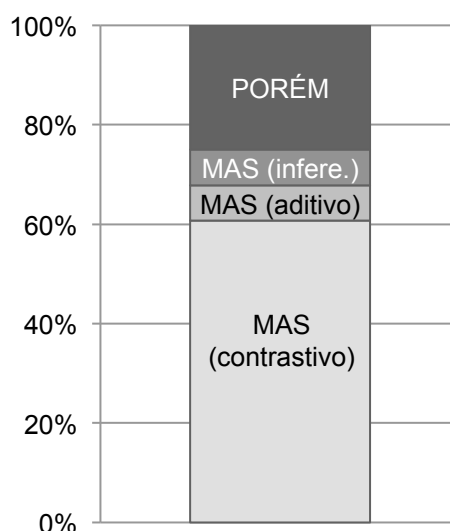 100%
PORÉM
80%
MAS (infere.)
MAS (aditivo)
60%
MAS
40%
(contrastivo)
20%
0%